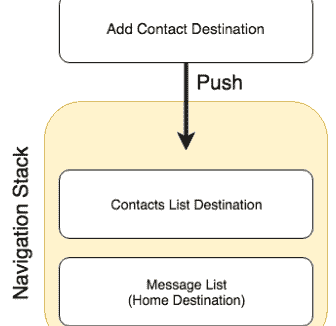 Add Contact Destination
Push
Navigation Stack
Contacts List Destination
Message List
(Home Destination)